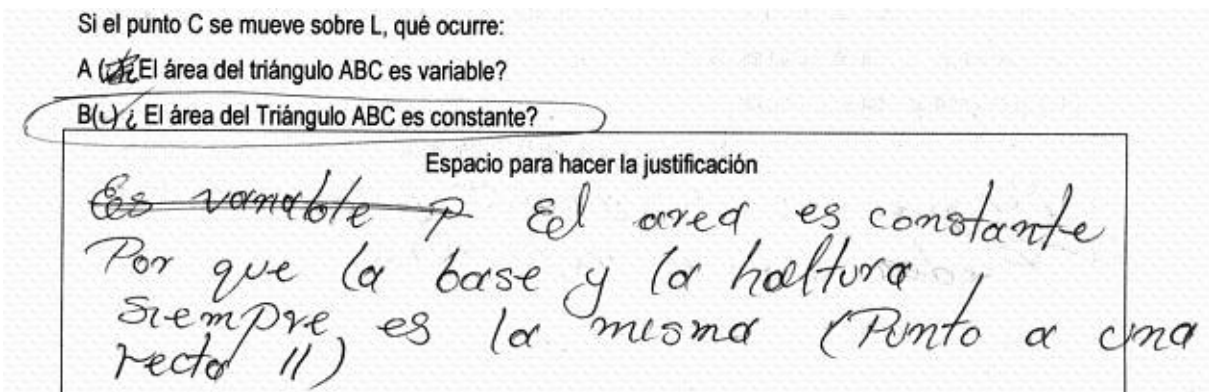 Si el punto C se mueve sobre L, qué ocurre:
A ( El área del triángulo ABC es variable?
B( ) ¿ El área del Triángulo ABC es constante?
Espacio para hacer la justificación
Es variable P El area es constante
Por que la base y la haltura
siempre es la misma (Punto a una
recta //)